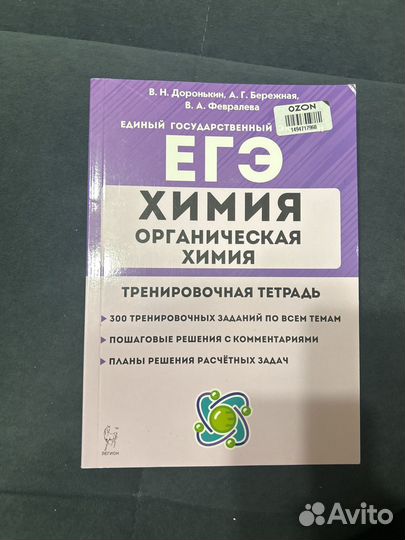 В. Н. Доронькин, А. Г. Бережная,
В. А. Февралева
OZON
1494717968
ЕДИНЫЙ ГОСУДАРСТВЕННЫЙ
ЕГЭ
ХИМИЯ
ОРГАНИЧЕСКАЯ
ХИМИЯ
ТРЕНИРОВОЧНАЯ ТЕТРАДЬ
300 ТРЕНИРОВОЧНЫХ ЗАДАНИЙ ПО ВСЕМ ТЕМАМ
ПОШАГОВЫЕ РЕШЕНИЯ С КОММЕНТАРИЯМИ
ПЛАНЫ РЕШЕНИЯ РАСЧЁТНЫХ ЗАДАЧ
ЛЕГИОН
Avito